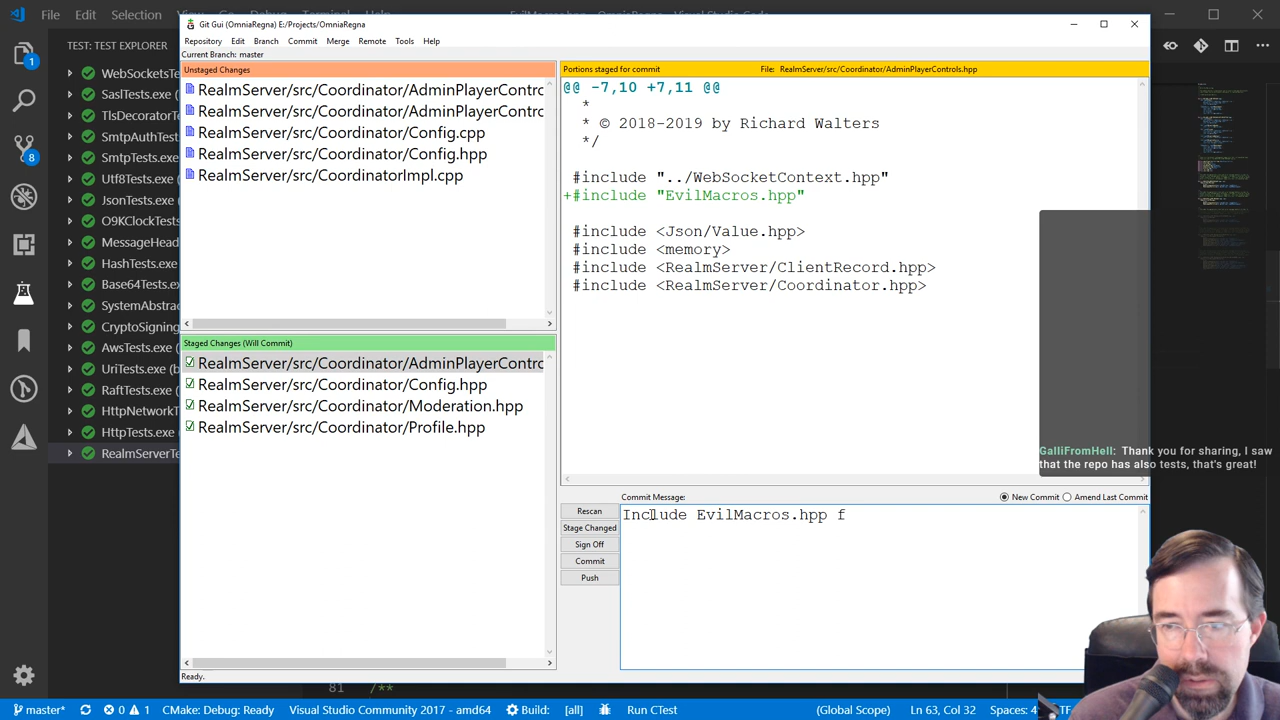 File Edit Selection
EvilMacros.hpp - OmniaRegna - Visual Studio Code
Git Gui (OmniaRegna) E:/Projects/OmniaRegna
Repository Edit Branch Commit Merge Remote Tools Help
Current Branch: master
TEST: TEST EXPLORER
WebSocketsTe
SaslTests.exe (
TlsDecoratorTe
SmtpAuthTest
SmtpTests.exe
Utf8Tests.exe
JsonTests.exe (
O9KClockTests
MessageHead
HashTests.exe
Base64Tests.e
SystemAbstrac
CryptoSigning
AwsTests.exe (
UriTests.exe (b
RaftTests.exe (
HttpNetworkT
HttpTests.exe (
RealmServerTe
1
8
Unstaged Changes
RealmServer/src/Coordinator/AdminPlayerContro
RealmServer/src/Coordinator/AdminPlayerContro
RealmServer/src/Coordinator/Config.cpp
RealmServer/src/Coordinator/Config.hpp
RealmServer/src/CoordinatorImpl.cpp
Staged Changes (Will Commit)
RealmServer/src/Coordinator/AdminPlayerContro
RealmServer/src/Coordinator/Config.hpp
RealmServer/src/Coordinator/Moderation.hpp
RealmServer/src/Coordinator/Profile.hpp
Portions staged for commit File: RealmServer/src/Coordinator/AdminPlayerControls.hpp
@@ -7,10 +7,11 @@
*
* © 2018-2019 by Richard Walters
*/
#include "../WebSocketContext.hpp"
+#include "EvilMacros.hpp"
#include <Json/Value.hpp>
#include <memory>
#include <RealmServer/ClientRecord.hpp>
#include <RealmServer/Coordinator.hpp>
GalliFromHell: Thank you for sharing, I saw
that the repo has also tests, that's great!
Commit Message: New Commit Amend Last Commit
Rescan
Stage Changed
Sign Off
Commit
Push
Include EvilMacros.hpp f
Ready.
81 /**
master* 0 1 CMake: Debug: Ready Visual Studio Community 2017 - amd64 Build: [all] Run CTest (Global Scope) Ln 63, Col 32 Spaces: 4